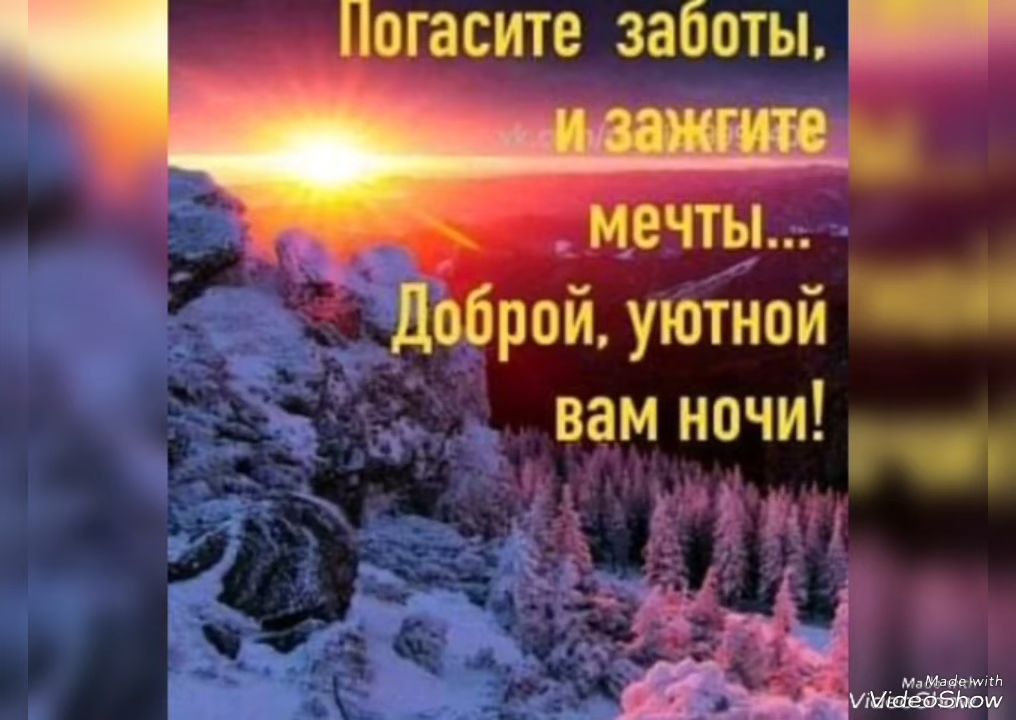 Погасите заботы,
и зажгите
мечты...
Доброй, уютной
вам ночи!
Made with
VideoShow